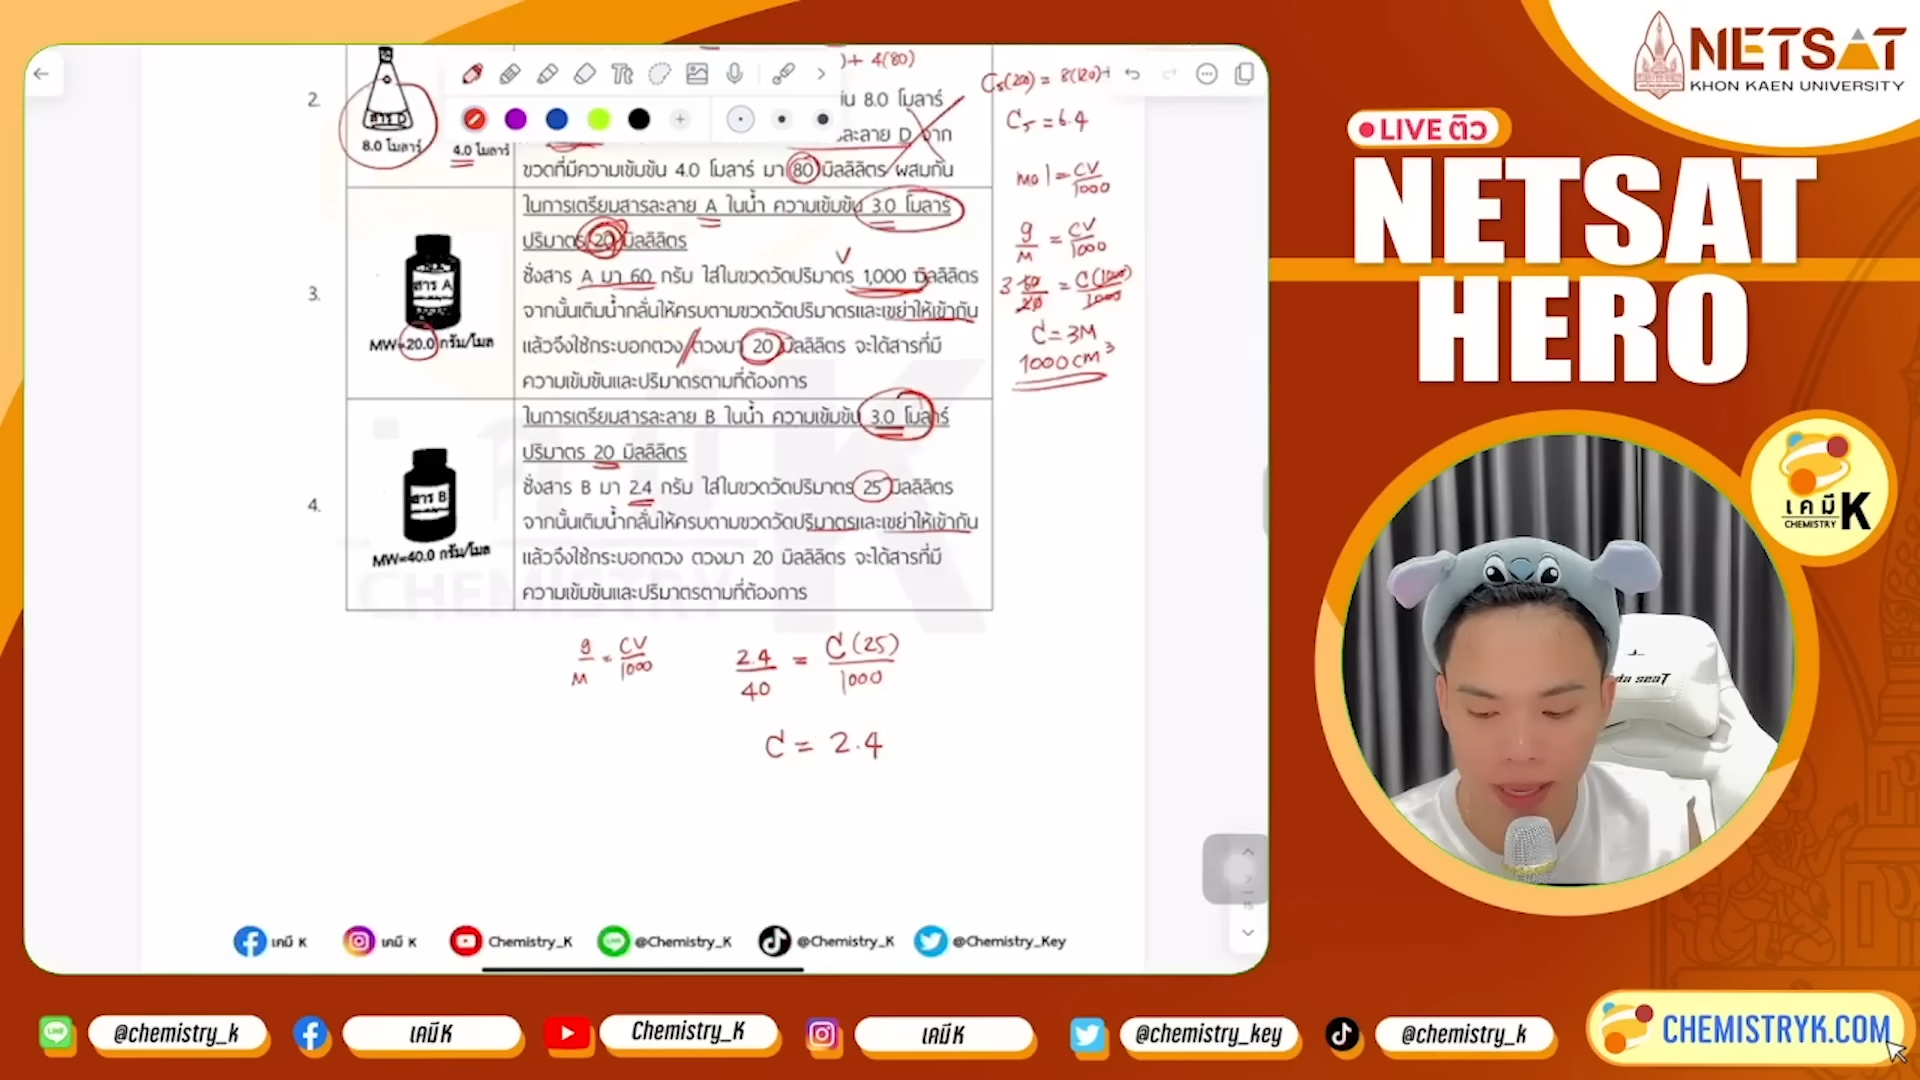 )+ 4(80)
2.
สาร D
8.0 โมลาร์
4.0 โมลาร์
8.0 โมลาร์
ละลาย D จาก
ขวดที่มีความเข้มข้น 4.0 โมลาร์ มา 80 มิลลิลิตร ผสมกัน
3.
สาร A
MW=20.0 กรัม/โมล
ในการเตรียมสารละลาย A ในน้ำ ความเข้มข้น 3.0 โมลาร์
ปริมาตร 20 มิลลิลิตร
V
ชั่งสาร A มา 60 กรัม ใส่ในขวดวัดปริมาตร 1,000 มิลลิลิตร
จากนั้นเติมน้ำกลั่นให้ครบตามขวดวัดปริมาตรและเขย่าให้เข้ากัน
แล้วจึงใช้กระบอกตวง ตวงมา 20 มิลลิลิตร จะได้สารที่มี
ความเข้มข้นและปริมาตรตามที่ต้องการ
4.
สาร B
MW=40.0 กรัม/โมล
ในการเตรียมสารละลาย B ในน้ำ ความเข้มข้น 3.0 โมลาร์
ปริมาตร 20 มิลลิลิตร
ชั่งสาร B มา 2.4 กรัม ใส่ในขวดวัดปริมาตร 25 มิลลิลิตร
จากนั้นเติมน้ำกลั่นให้ครบตามขวดวัดปริมาตรและเขย่าให้เข้ากัน
แล้วจึงใช้กระบอกตวง ตวงมา 20 มิลลิลิตร จะได้สารที่มี
ความเข้มข้นและปริมาตรตามที่ต้องการ
CHEMISTRY K
C5(200) = 8(120)+
C5 = 6.4
mol = CV/1000
g/M = CV/1000
3 60/20 = C(1000)/1000
C = 3M
1000 cm³
g/M = CV/1000
2.4/40 = C(25)/1000
C = 2.4
เคมี K
เคมี K
Chemistry_K
@Chemistry_K
@Chemistry_K
@Chemistry_Key
NETSAT
KHON KAEN UNIVERSITY
LIVE ติว
NETSAT
HERO
เคมี K
CHEMISTRY
@chemistry_k
เคมี K
Chemistry_K
เคมี K
@chemistry_key
@chemistry_k
CHEMISTRYK.COM